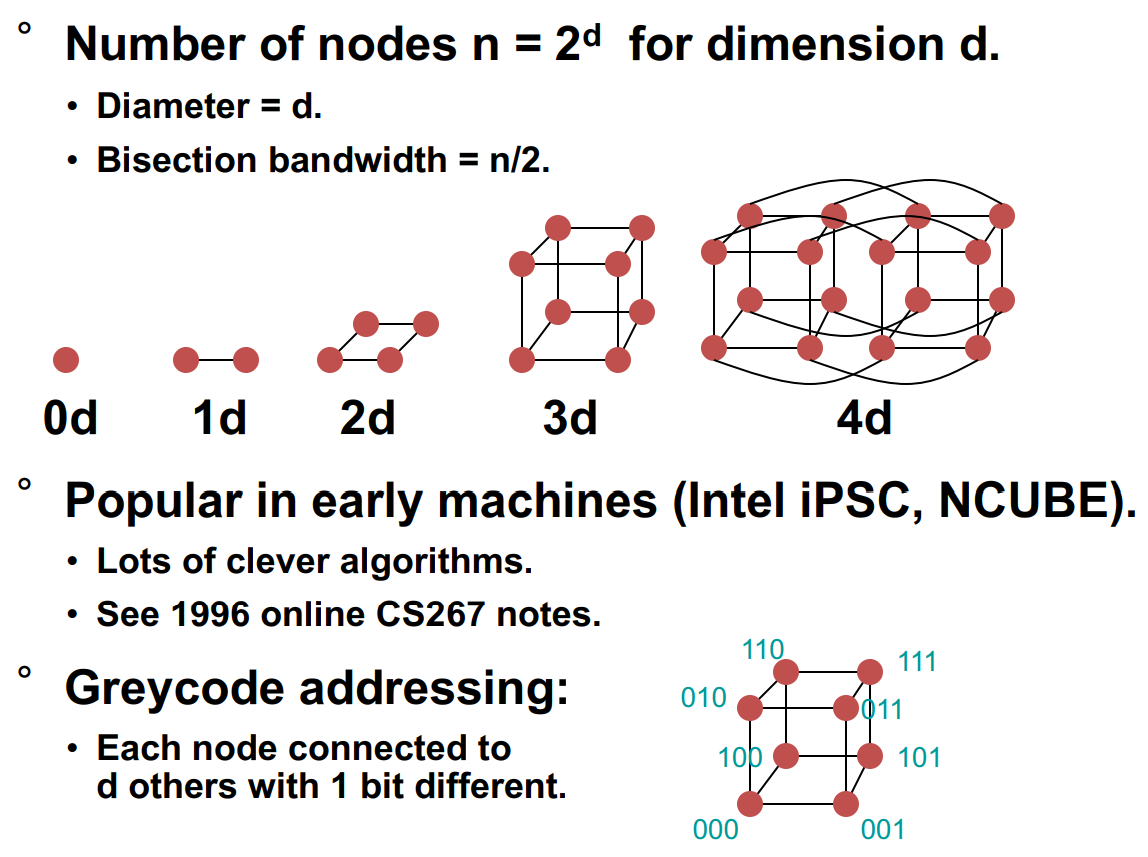 ° Number of nodes n = 2ᵈ for dimension d.
• Diameter = d.
• Bisection bandwidth = n/2.
0d 1d 2d 3d 4d
° Popular in early machines (Intel iPSC, NCUBE).
• Lots of clever algorithms.
• See 1996 online CS267 notes.
° Greycode addressing:
• Each node connected to
d others with 1 bit different.
110 111
010 011
100 101
000 001